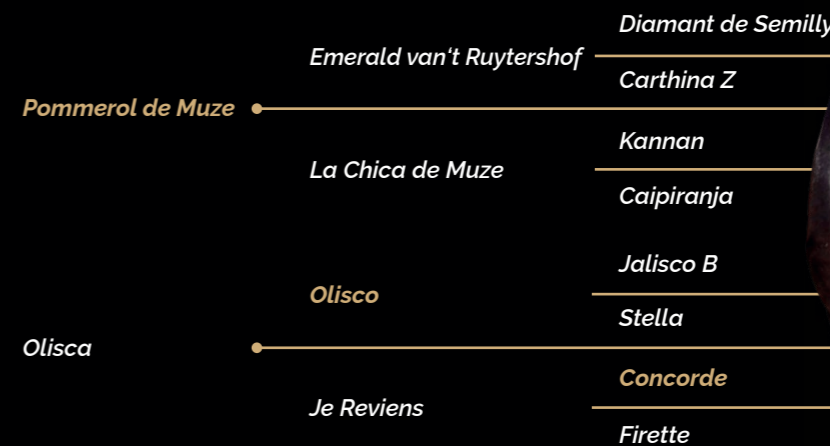 Diamant de Semilly
Emerald van‘t Ruytershof
Carthina Z
Pommerol de Muze
Kannan
La Chica de Muze
Caipiranja
Jalisco B
Olisco
Stella
Olisca
Concorde
Je Reviens
Firette